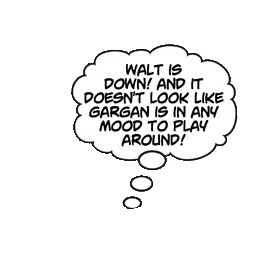 WALT IS
DOWN! AND IT
DOESN'T LOOK LIKE
GARGAN IS IN ANY
MOOD TO PLAY
AROUND!